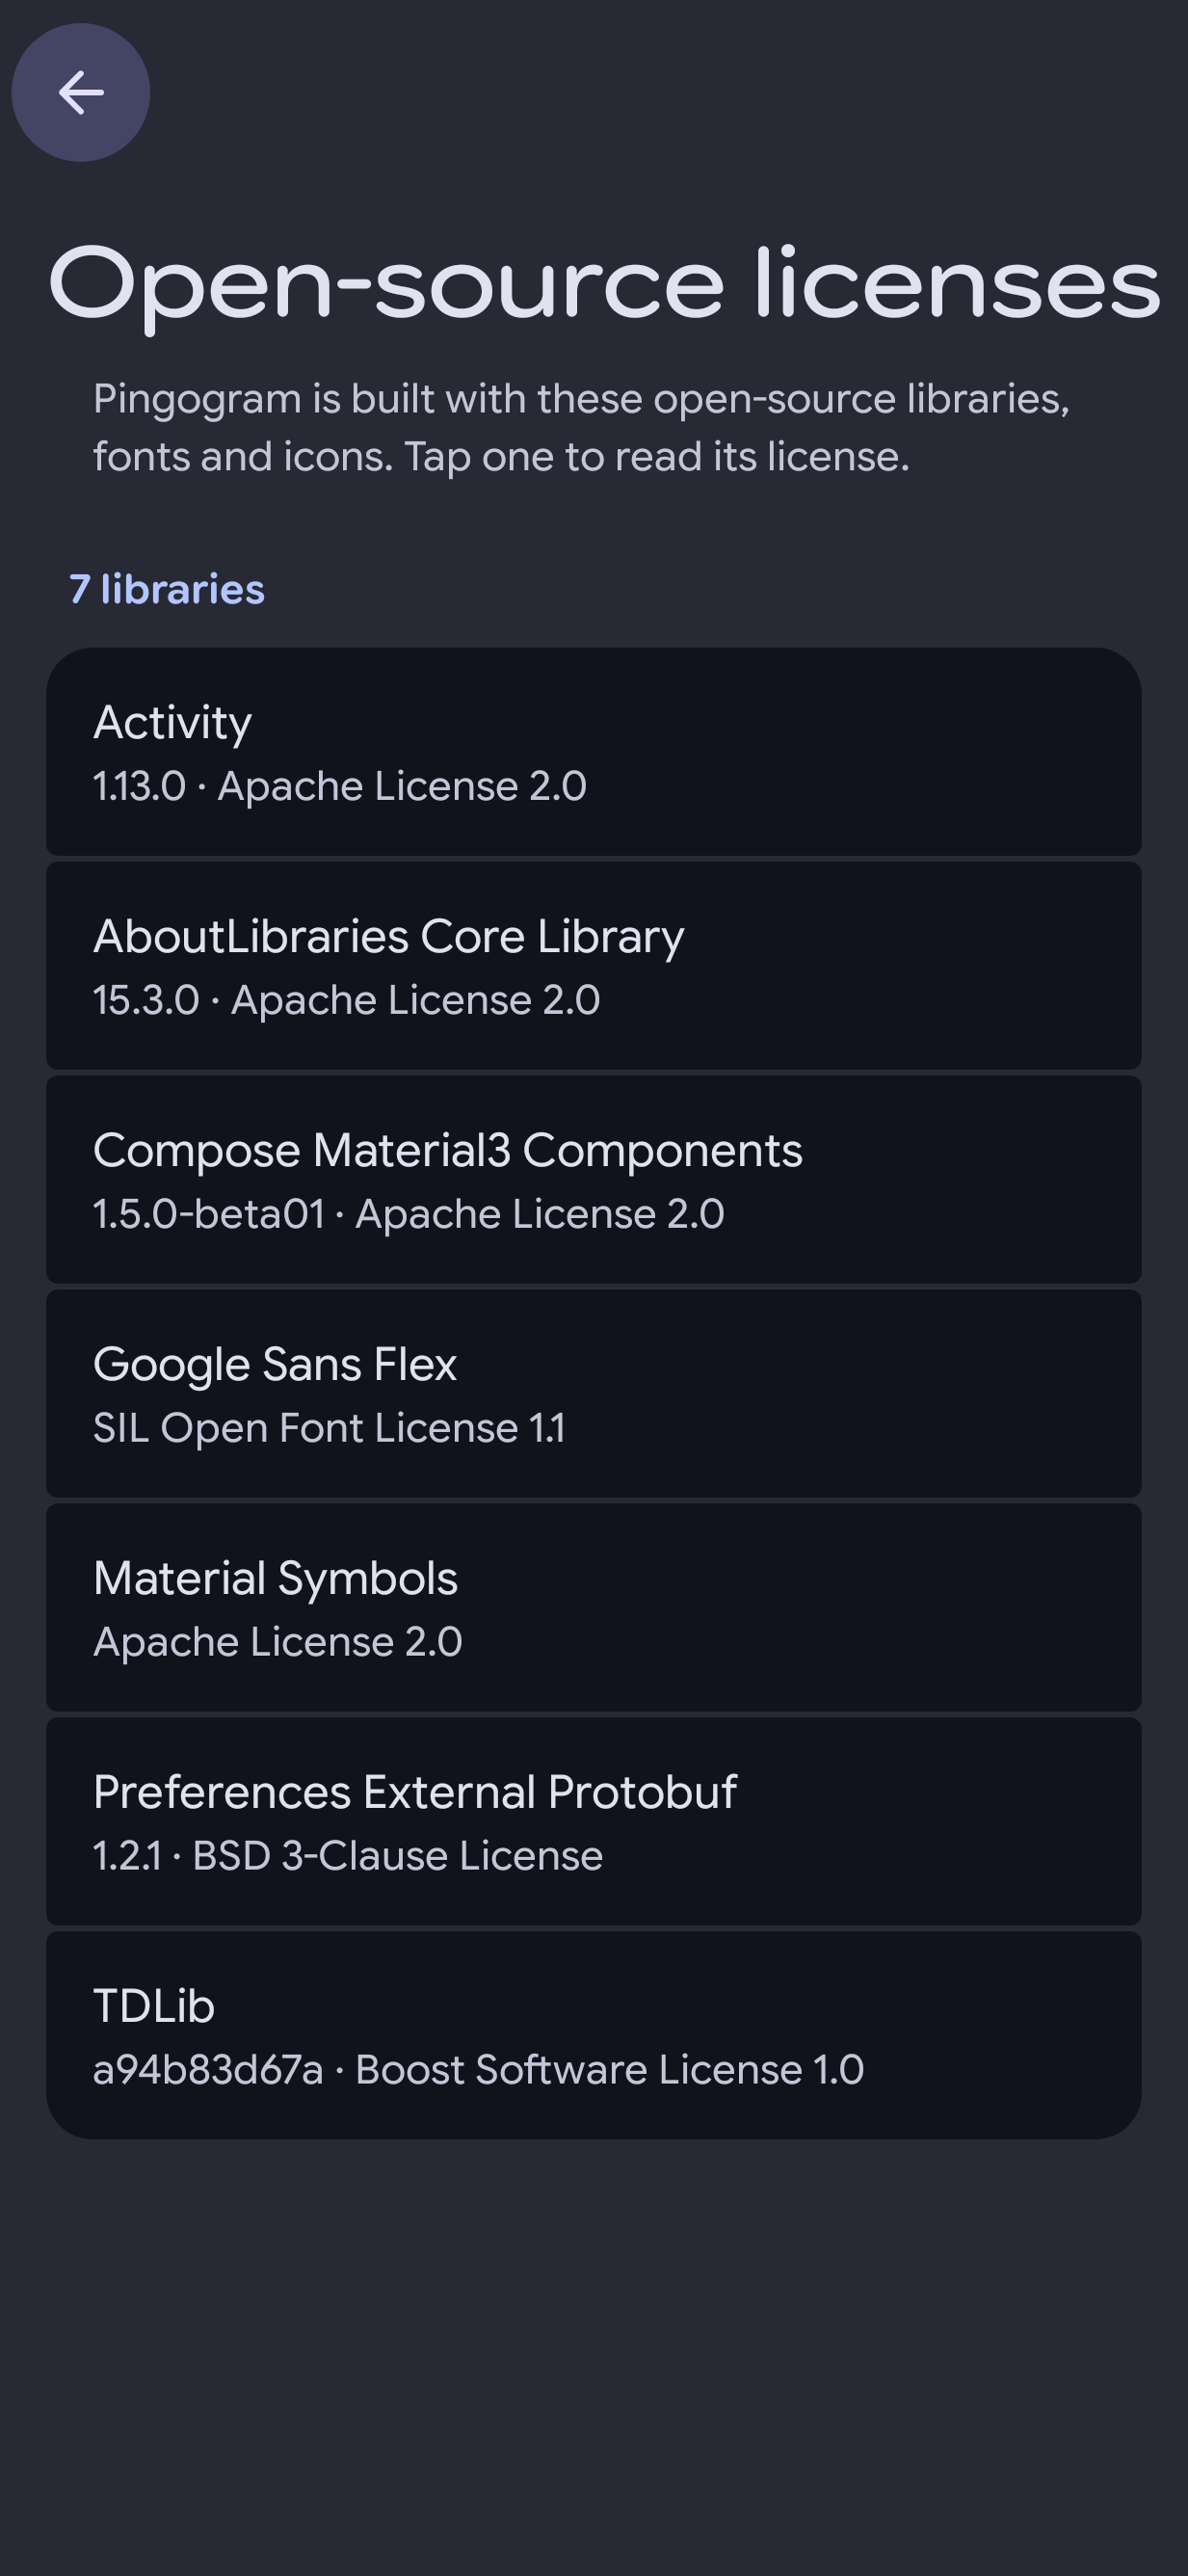 Open-source licenses
Pingogram is built with these open-source libraries,
fonts and icons. Tap one to read its license.
7 libraries
Activity
1.13.0 · Apache License 2.0
AboutLibraries Core Library
15.3.0 · Apache License 2.0
Compose Material3 Components
1.5.0-beta01 · Apache License 2.0
Google Sans Flex
SIL Open Font License 1.1
Material Symbols
Apache License 2.0
Preferences External Protobuf
1.2.1 · BSD 3-Clause License
TDLib
a94b83d67a · Boost Software License 1.0